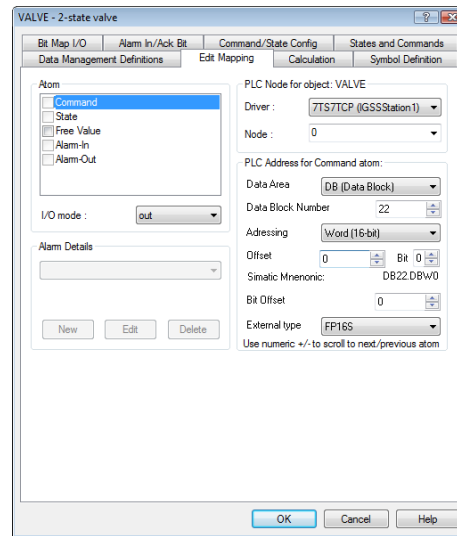 VALVE - 2-state valve
Bit Map I/O Alarm In/Ack Bit Command/State Config States and Commands
Data Management Definitions Edit Mapping Calculation Symbol Definition
Atom
Command
State
Free Value
Alarm-In
Alarm-Out
I/O mode : out
Alarm Details
New Edit Delete
PLC Node for object: VALVE
Driver : 7TS7TCP (IGSSStation1)
Node : 0
PLC Address for Command atom:
Data Area DB (Data Block)
Data Block Number 22
Adressing Word (16-bit)
Offset 0 Bit 0
Simatic Mnenonic: DB22.DBW0
Bit Offset 0
External type FP16S
Use numeric +/- to scroll to next/previous atom
OK Cancel Help